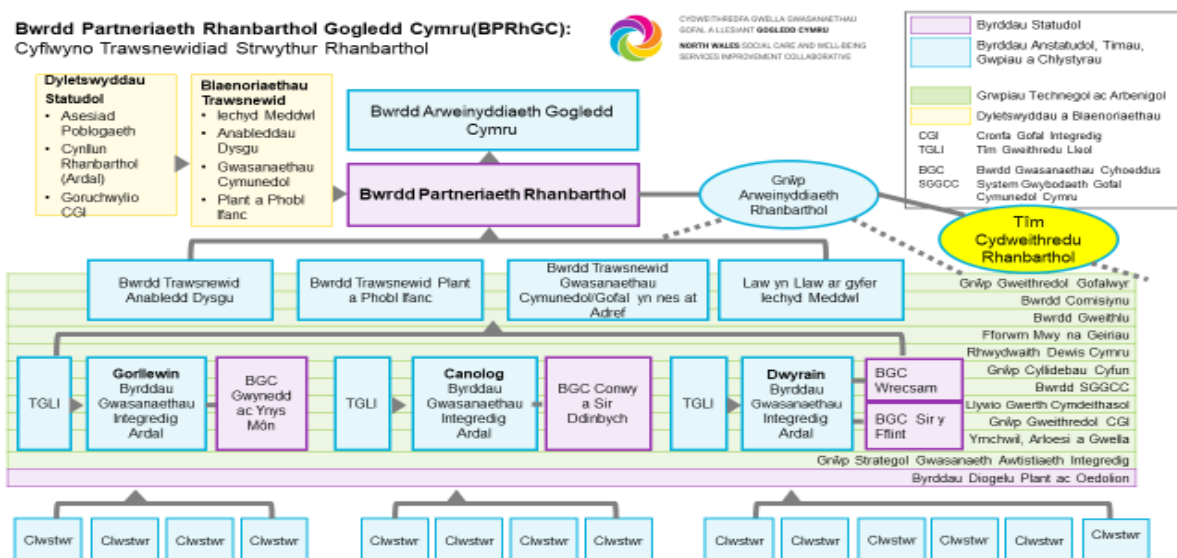 Bwrdd Partneriaeth Rhanbarthol Gogledd Cymru(BPRhGC):
Cyflwyno Trawsnewidiad Strwythur Rhanbarthol
CYDWEITHREDFA GWELLA GWASANAETHAU
GOFAL A LLESIANT GOGLEDD CYMRU
NORTH WALES SOCIAL CARE AND WELL-BEING
SERVICES IMPROVEMENT COLLABORATIVE
Byrddau Statudol
Byrddau Anstatudol, Timau,
Gwpiau a Chlystyrau
Grwpiau Technegol ac Arbenigol
Dyletswyddau a Blaenoriaethau
CGI Cronfa Gofal Integredig
TGLI Tîm Gweithredu Lleol
BGC Bwrdd Gwasanaethau Cyhoeddus
SGGCC System Gwybodaeth Gofal
Cymunedol Cymru
Dyletswyddau
Statudol
• Asesiad
Poblogaeth
• Cynllun
Rhanbarthol
(Ardal)
• Goruchwylio
CGI
Blaenoriaethau
Trawsnewid
• Iechyd Meddwl
• Anableddau
Dysgu
• Gwasanaethau
Cymunedol
• Plant a Phobl
Ifanc
Bwrdd Arweinyddiaeth Gogledd
Cymru
Bwrdd Partneriaeth Rhanbarthol
Grŵp
Arweinyddiaeth
Rhanbarthol
Tîm
Cydweithredu
Rhanbarthol
Bwrdd Trawsnewid
Anabledd Dysgu
Bwrdd Trawsnewid Plant
a Phobl Ifanc
Bwrdd Trawsnewid
Gwasanaethau
Cymunedol/Gofal yn nes at
Adref
Law yn Llaw ar gyfer
Iechyd Meddwl
Grŵp Gweithredol Gofalwyr
Bwrdd Comisiynu
Bwrdd Gweithlu
Fforwm Mwy na Geiriau
Rhwydwaith Dewis Cymru
Grŵp Cyllidebau Cyfun
Bwrdd SGGCC
Llywio Gwerth Cymdeithasol
Grŵp Gweithredol CGI
Ymchwil, Arloesi a Gwella
Grŵp Strategol Gwasanaeth Awtistiaeth Integredig
Byrddau Diogelu Plant ac Oedolion
TGLI
Gorllewin
Byrddau
Gwasanaethau
Integredig
Ardal
BGC
Gwynedd
ac Ynys
Môn
TGLI
Canolog
Byrddau
Gwasanaethau
Integredig
Ardal
BGC Conwy
a Sir
Ddinbych
TGLI
Dwyrain
Byrddau
Gwasanaethau
Integredig
Ardal
BGC
Wrecsam
BGC Sir y
Fflint
Clwstwr Clwstwr Clwstwr Clwstwr
Clwstwr Clwstwr Clwstwr Clwstwr
Clwstwr Clwstwr Clwstwr Clwstwr Clwstwr Clwstwr